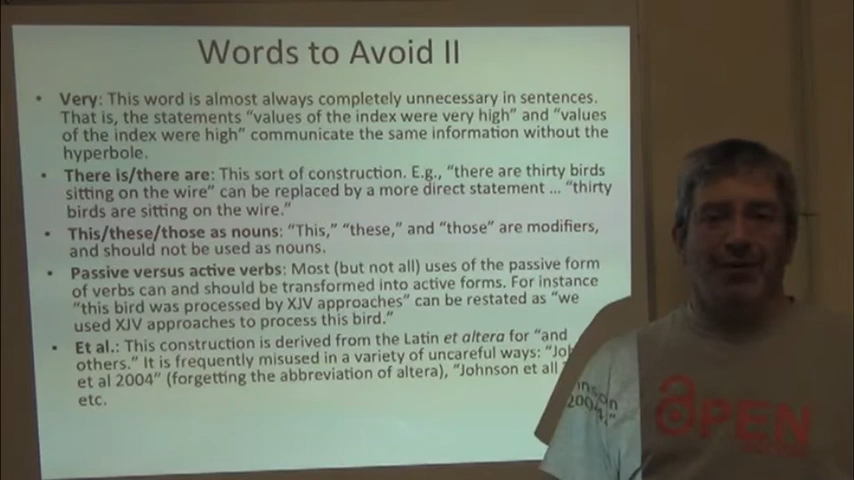 Words to Avoid II
• Very: This word is almost always completely unnecessary in sentences.
That is, the statements "values of the index were very high" and "values
of the index were high" communicate the same information without the
hyperbole.
• There is/there are: This sort of construction. E.g., "there are thirty birds
sitting on the wire" can be replaced by a more direct statement ... "thirty
birds are sitting on the wire."
• This/these/those as nouns: "This," "these," and "those" are modifiers,
and should not be used as nouns.
• Passive versus active verbs: Most (but not all) uses of the passive form
of verbs can and should be transformed into active forms. For instance
"this bird was processed by XJV approaches" can be restated as "we
used XJV approaches to process this bird."
• Et al.: This construction is derived from the Latin et altera for "and
others." It is frequently misused in a variety of uncareful ways: "Joh nson
et al 2004" (forgetting the abbreviation of altera), "Johnson et all 2004,"
etc.
OPEN